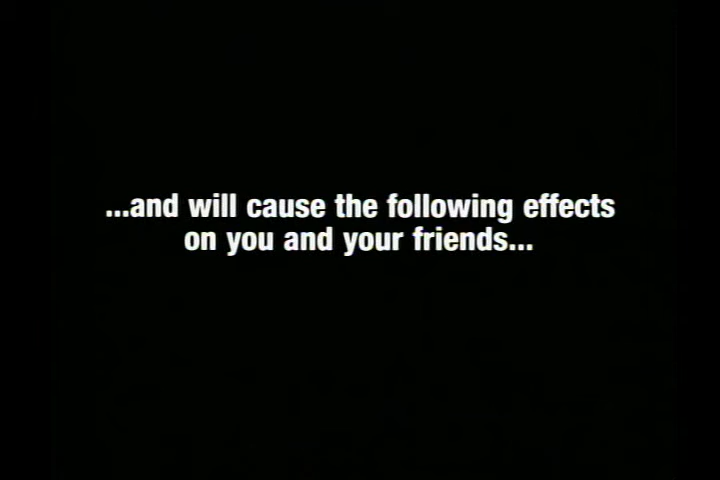 ...and will cause the following effects
on you and your friends...